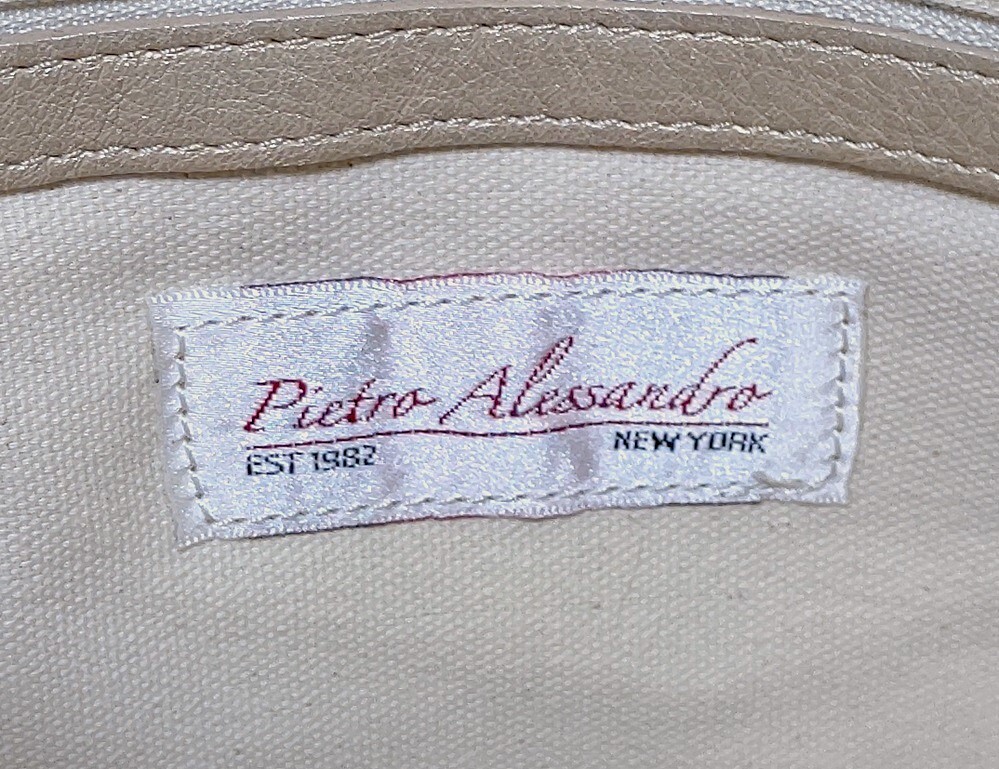 Pietro Alessandro
EST 1982 NEW YORK